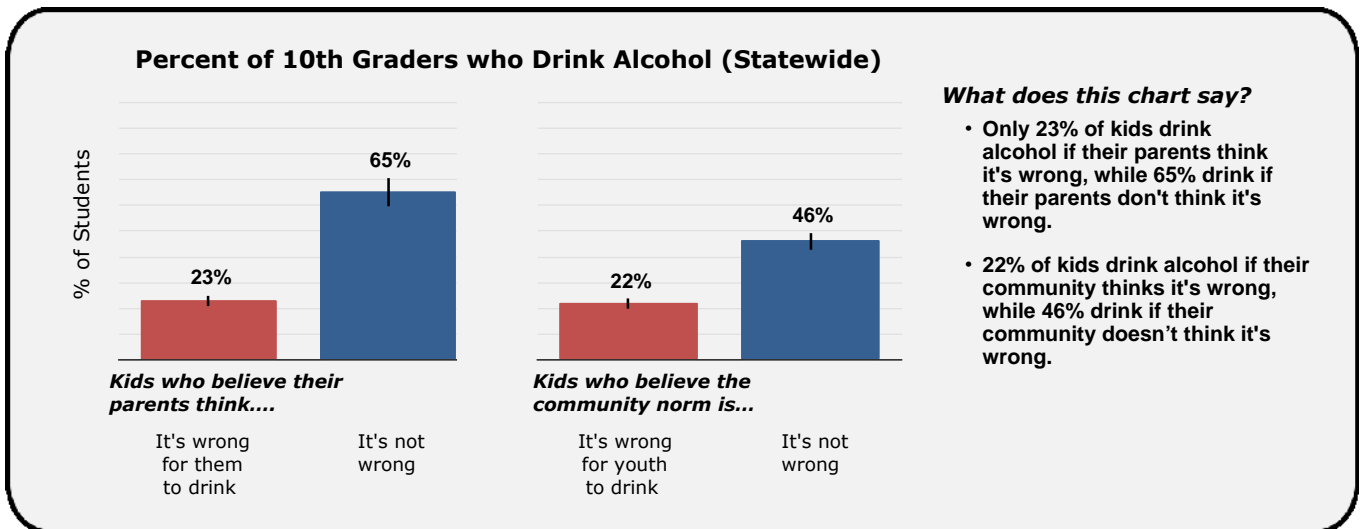 Percent of 10th Graders who Drink Alcohol (Statewide)
% of Students
23%
65%
Kids who believe their
parents think....
It's wrong
for them
to drink
It's not
wrong
22%
46%
Kids who believe the
community norm is...
It's wrong
for youth
to drink
It's not
wrong
What does this chart say?
• Only 23% of kids drink
alcohol if their parents think
it's wrong, while 65% drink if
their parents don't think it's
wrong.
• 22% of kids drink alcohol if their
community thinks it's wrong,
while 46% drink if their
community doesn’t think it's
wrong.